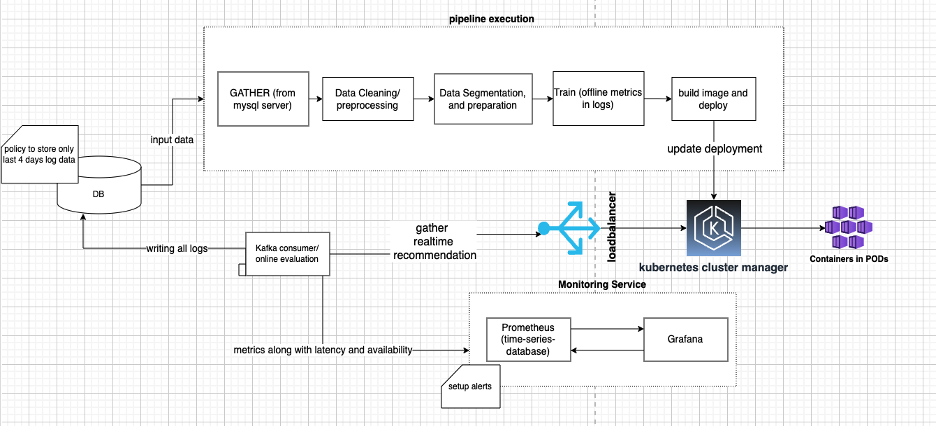 pipeline execution
GATHER (from
mysql server)
Data Cleaning/
preprocessing
Data Segmentation,
and preparation
Train (offline metrics
in logs)
build image and
deploy
input data
update deployment
policy to store only
last 4 days log data
DB
writing all logs
Kafka consumer/
online evaluation
gather
realtime
recommendation
loadbalancer
K
kubernetes cluster manager
Containers in PODs
Monitoring Service
Prometheus
(time-series-
database)
Grafana
metrics along with latency and availability
setup alerts